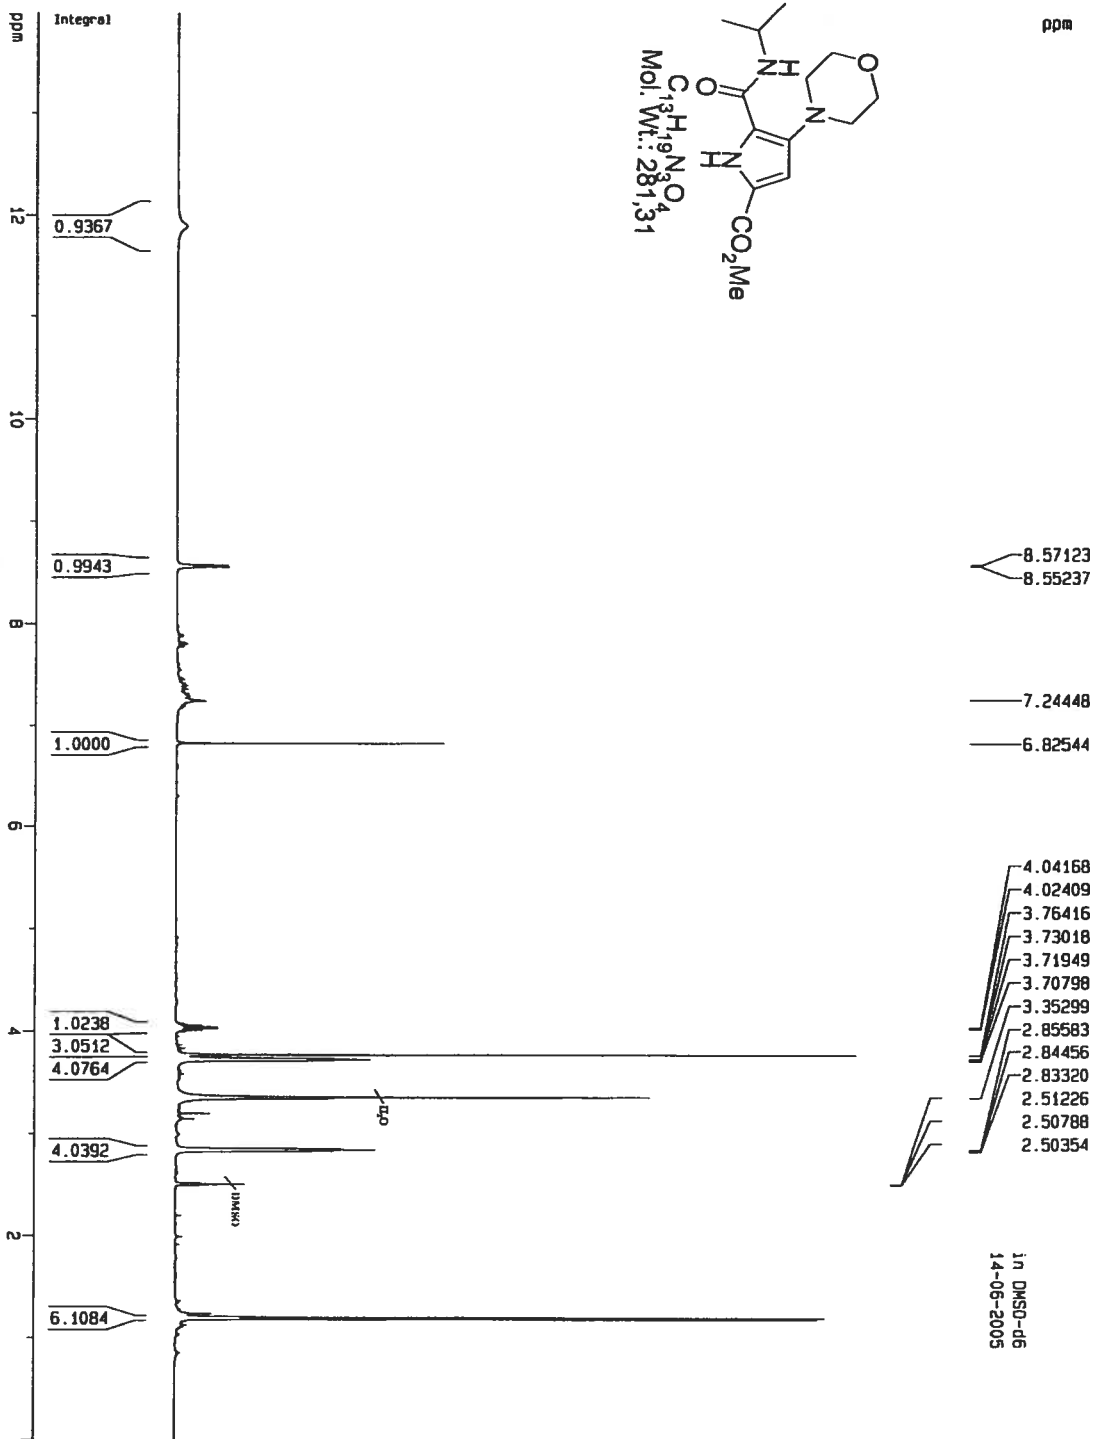 ppm
8.57123
8.55237
7.24448
6.82544
4.04168
4.02409
3.76416
3.73018
3.71949
3.70798
3.35299
2.85583
2.84456
2.83320
2.51226
2.50788
2.50354
in DMSO-d6
14-06-2005
O
N
H
N
O
N
H
CO2Me
C13H19N3O4
Mol. Wt.: 281,31
H2O
DMSO
Integral
0.9367
0.9943
1.0000
1.0238
3.0512
4.0764
4.0392
6.1084
ppm
12
10
8
6
4
2